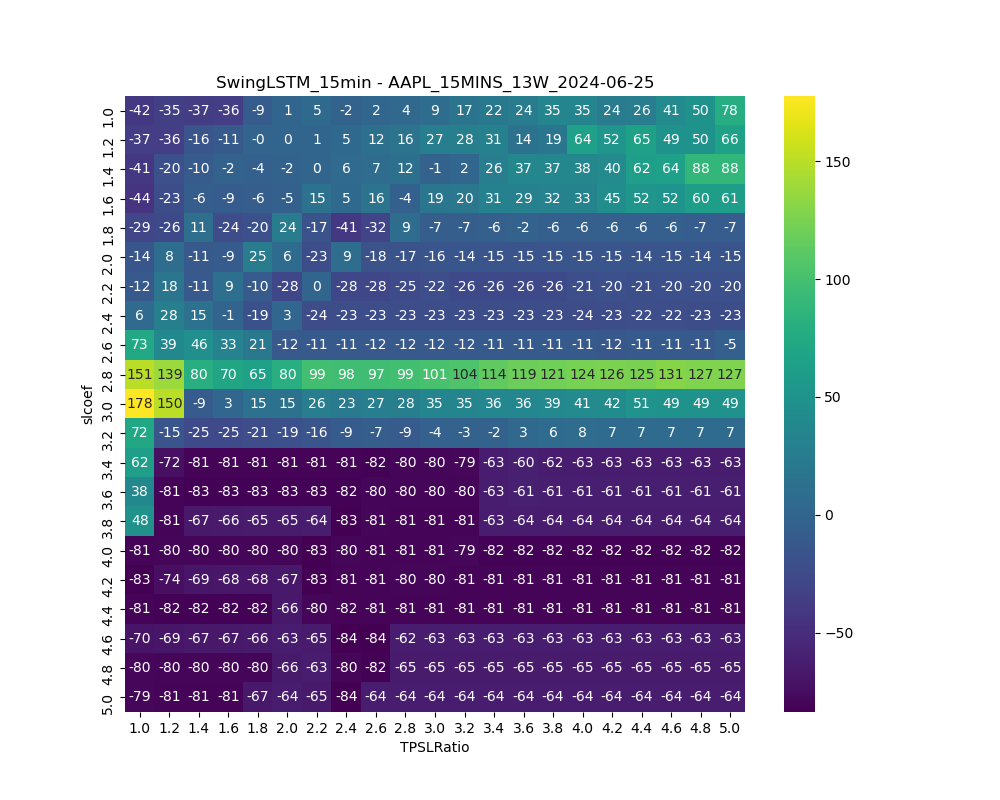 SwingLSTM_15min - AAPL_15MINS_13W_2024-06-25
1.0 -42 -35 -37 -36 -9 1 5 -2 2 4 9 17 22 24 35 35 24 26 41 50 78
1.2 -37 -36 -16 -11 -0 0 1 5 12 16 27 28 31 14 19 64 52 65 49 50 66
1.4 -41 -20 -10 -2 -4 -2 0 6 7 12 -1 2 26 37 37 38 40 62 64 88 88
1.6 -44 -23 -6 -9 -6 -5 15 5 16 -4 19 20 31 29 32 33 45 52 52 60 61
1.8 -29 -26 11 -24 -20 24 -17 -41 -32 9 -7 -7 -6 -2 -6 -6 -6 -6 -6 -7 -7
2.0 -14 8 -11 -9 25 6 -23 9 -18 -17 -16 -14 -15 -15 -15 -15 -15 -14 -15 -14 -15
2.2 -12 18 -11 9 -10 -28 0 -28 -28 -25 -22 -26 -26 -26 -26 -21 -20 -21 -20 -20 -20
2.4 6 28 15 -1 -19 3 -24 -23 -23 -23 -23 -23 -23 -23 -23 -24 -23 -22 -22 -23 -23
2.6 73 39 46 33 21 -12 -11 -11 -12 -12 -12 -12 -11 -11 -11 -11 -12 -11 -11 -11 -5
2.8 151 139 80 70 65 80 99 98 97 99 101 104 114 119 121 124 126 125 131 127 127
3.0 178 150 -9 3 15 15 26 23 27 28 35 35 36 36 39 41 42 51 49 49 49
3.2 72 -15 -25 -25 -21 -19 -16 -9 -7 -9 -4 -3 -2 3 6 8 7 7 7 7 7
3.4 62 -72 -81 -81 -81 -81 -81 -81 -82 -80 -80 -79 -63 -60 -62 -63 -63 -63 -63 -63 -63
3.6 38 -81 -83 -83 -83 -83 -83 -82 -80 -80 -80 -80 -63 -61 -61 -61 -61 -61 -61 -61 -61
3.8 48 -81 -67 -66 -65 -65 -64 -83 -81 -81 -81 -81 -63 -64 -64 -64 -64 -64 -64 -64 -64
4.0 -81 -80 -80 -80 -80 -80 -83 -80 -81 -81 -81 -79 -82 -82 -82 -82 -82 -82 -82 -82 -82
4.2 -83 -74 -69 -68 -68 -67 -83 -81 -81 -80 -80 -81 -81 -81 -81 -81 -81 -81 -81 -81 -81
4.4 -81 -82 -82 -82 -82 -66 -80 -82 -81 -81 -81 -81 -81 -81 -81 -81 -81 -81 -81 -81 -81
4.6 -70 -69 -67 -67 -66 -63 -65 -84 -84 -62 -63 -63 -63 -63 -63 -63 -63 -63 -63 -63 -63
4.8 -80 -80 -80 -80 -80 -66 -63 -80 -82 -65 -65 -65 -65 -65 -65 -65 -65 -65 -65 -65 -65
5.0 -79 -81 -81 -81 -67 -64 -65 -84 -64 -64 -64 -64 -64 -64 -64 -64 -64 -64 -64 -64 -64
1.0 1.2 1.4 1.6 1.8 2.0 2.2 2.4 2.6 2.8 3.0 3.2 3.4 3.6 3.8 4.0 4.2 4.4 4.6 4.8 5.0
TPSLRatio
slcoef
150
100
50
0
−50